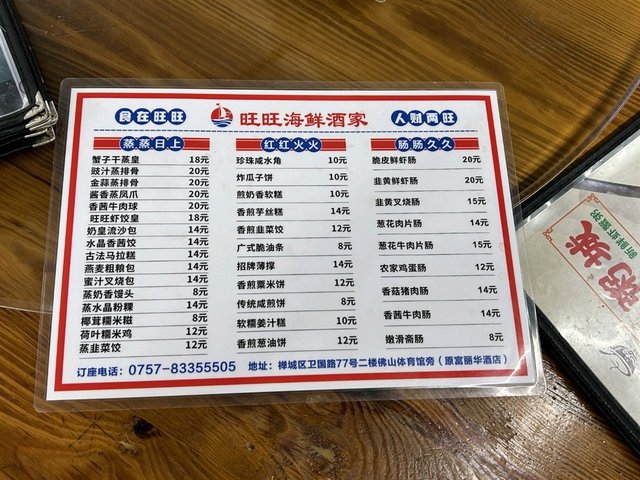 食在旺旺
旺旺海鲜酒家
人财两旺
蒸蒸日上
蟹子干蒸皇 18元
豉汁蒸排骨 20元
金蒜蒸排骨 20元
酱香蒸凤爪 20元
香茜牛肉球 20元
旺旺虾饺皇 18元
奶皇流沙包 14元
水晶香茜饺 14元
古法马拉糕 14元
燕麦粗粮包 14元
蜜汁叉烧包 14元
蒸奶香馒头 8元
蒸水晶粉粿 14元
椰茸糯米糍 8元
荷叶糯米鸡 12元
蒸韭菜饺 12元
红红火火
珍珠咸水角 10元
炸瓜子饼 10元
煎奶香软糕 10元
香煎芋丝糕 14元
香煎韭菜饺 12元
广式脆油条 8元
招牌薄撑 14元
香煎粟米饼 12元
传统咸煎饼 8元
软糯姜汁糕 10元
香煎葱油饼 12元
肠肠久久
脆皮鲜虾肠 20元
韭黄鲜虾肠 20元
韭黄叉烧肠 15元
葱花肉片肠 14元
葱花牛肉肠 15元
农家鸡蛋肠 12元
香菇猪肉肠 14元
香茜牛肉肠 14元
嫩滑斋肠 8元
订座电话：0757-83355505 地址：禅城区卫国路77号二楼佛山体育馆旁（原富丽华酒店）
粥城
新鲜虾蟹粥